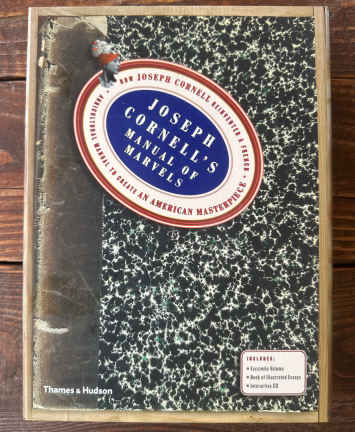 HOW JOSEPH CORNELL REINVENTED A FRENCH
AGRICULTURAL MANUAL TO CREATE AN AMERICAN MASTERPIECE
JOSEPH
CORNELL'S
MANUAL OF
MARVELS
INCLUDES:
• Facsimile Volume
• Book of Illustrated Essays
• Interactive CD
Thames & Hudson